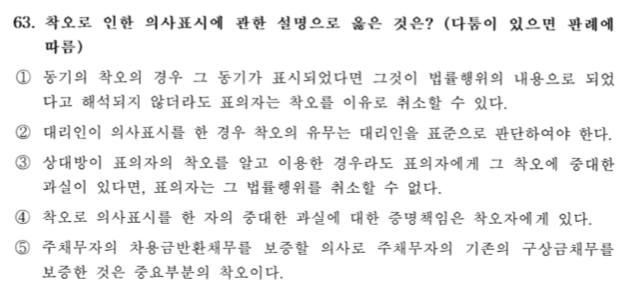 63. 착오로 인한 의사표시에 관한 설명으로 옳은 것은? (다툼이 있으면 판례에
따름)
① 동기의 착오의 경우 그 동기가 표시되었다면 그것이 법률행위의 내용으로 되었
다고 해석되지 않더라도 표의자는 착오를 이유로 취소할 수 있다.
② 대리인이 의사표시를 한 경우 착오의 유무는 대리인을 표준으로 판단하여야 한다.
③ 상대방이 표의자의 착오를 알고 이용한 경우라도 표의자에게 그 착오에 중대한
과실이 있다면, 표의자는 그 법률행위를 취소할 수 없다.
④ 착오로 의사표시를 한 자의 중대한 과실에 대한 증명책임은 착오자에게 있다.
⑤ 주채무자의 차용금반환채무를 보증할 의사로 주채무자의 기존의 구상금채무를
보증한 것은 중요부분의 착오이다.